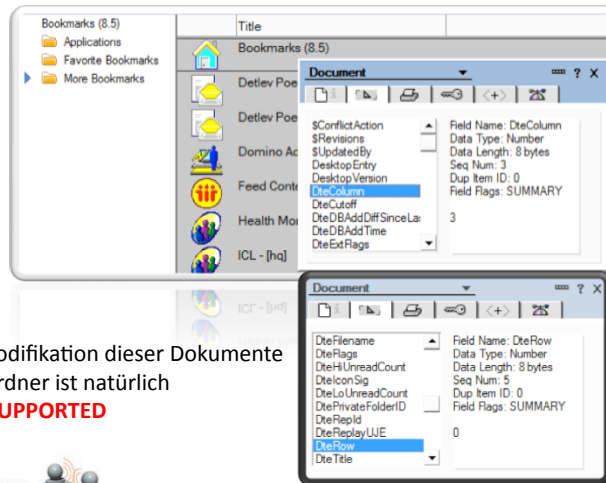 Bookmarks (8.5)
Applications
Favorite Bookmarks
More Bookmarks
Title
Bookmarks (8.5)
Detlev Poe
Detlev Poe
Domino Ad
Feed Conte
Health Mo
ICL - [hq]
Document
? X
$ConflictAction
$Revisions
$UpdatedBy
DesktopEntry
DesktopVersion
DteColumn
DteCutoff
DteDBAddDiffSinceLas
DteDBAddTime
DteExtFlags
Field Name: DteColumn
Data Type: Number
Data Length: 8 bytes
Seq Num: 3
Dup Item ID: 0
Field Flags: SUMMARY
3
Document
? X
DteFilename
DteFlags
DteHiUnreadCount
DteIconSig
DteLoUnreadCount
DtePrivateFolderID
DteRepId
DteReplayUJE
DteRow
DteTitle
Field Name: DteRow
Data Type: Number
Data Length: 8 bytes
Seq Num: 5
Dup Item ID: 0
Field Flags: SUMMARY
0
odifikation dieser Dokumente
rdner ist natürlich
UPPORTED